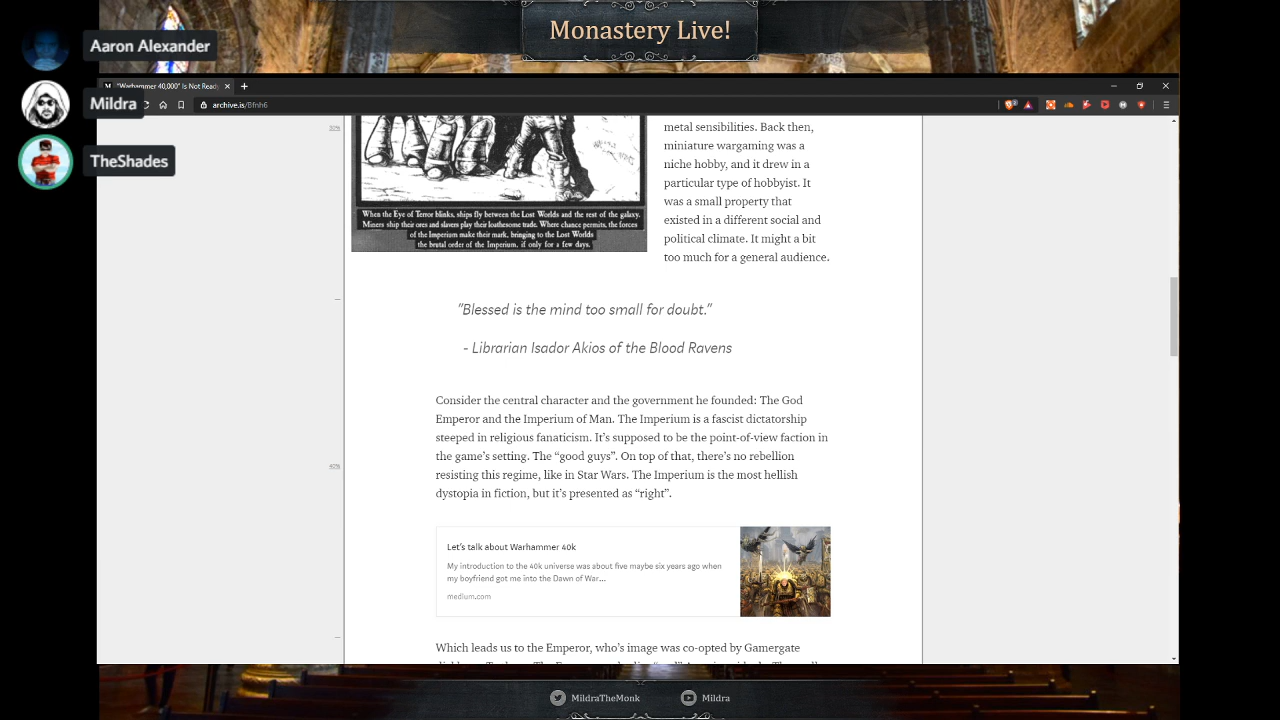 Monastery Live!
Aaron Alexander
Mildra
TheShades
"Warhammer 40,000" Is Not Ready
archive.is/Bfnh6
30%
metal sensibilities. Back then,
miniature wargaming was a
niche hobby, and it drew in a
particular type of hobbyist. It
was a small property that
existed in a different social and
political climate. It might a bit
too much for a general audience.
When the Eye of Terror blinks, ships fly between the Lost Worlds and the rest of the galaxy.
Miners ship their ores and slavers play their loathesome trade. Where chance permits, the forces
of the Imperium make their mark, bringing to the Lost Worlds
the brutal order of the Imperium, if only for a few days.
"Blessed is the mind too small for doubt."
- Librarian Isador Akios of the Blood Ravens
Consider the central character and the government he founded: The God
Emperor and the Imperium of Man. The Imperium is a fascist dictatorship
steeped in religious fanaticism. It's supposed to be the point-of-view faction in
the game's setting. The “good guys”. On top of that, there's no rebellion
40%
resisting this regime, like in Star Wars. The Imperium is the most hellish
dystopia in fiction, but it's presented as “right”.
Let's talk about Warhammer 40k
My introduction to the 40k universe was about five maybe six years ago when
my boyfriend got me into the Dawn of War...
medium.com
Which leads us to the Emperor, who's image was co-opted by Gamergate
MildraTheMonk
Mildra